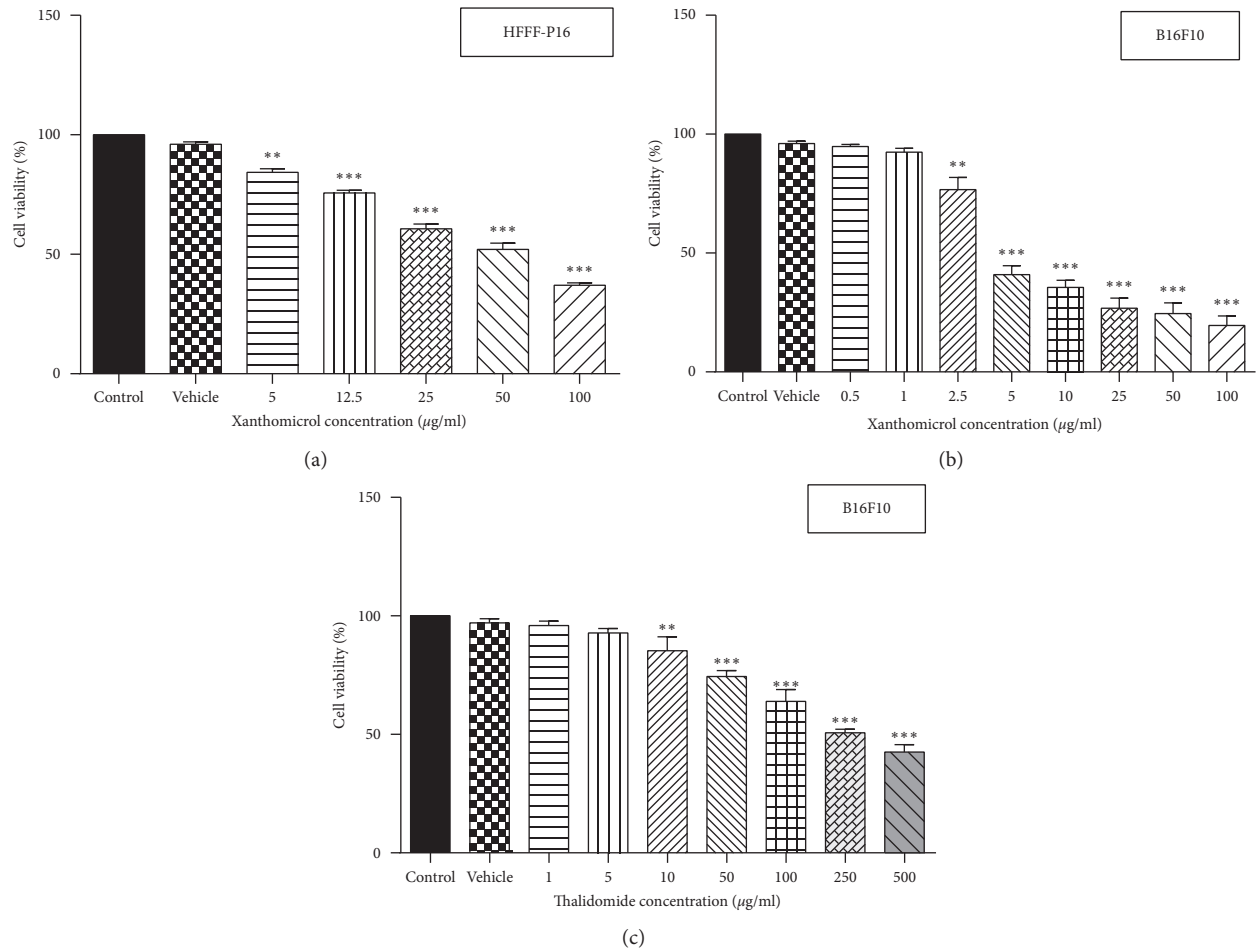 150
100
50
0
Cell viability (%)
HFFF-P16
**
***
***
***
***
Control Vehicle 5 12.5 25 50 100
Xanthomicrol concentration (μg/ml)
(a)
150
100
50
0
Cell viability (%)
B16F10
**
***
***
***
***
***
Control Vehicle 0.5 1 2.5 5 10 25 50 100
Xanthomicrol concentration (μg/ml)
(b)
150
100
50
0
Cell viability (%)
B16F10
**
***
***
***
***
Control Vehicle 1 5 10 50 100 250 500
Thalidomide concentration (μg/ml)
(c)